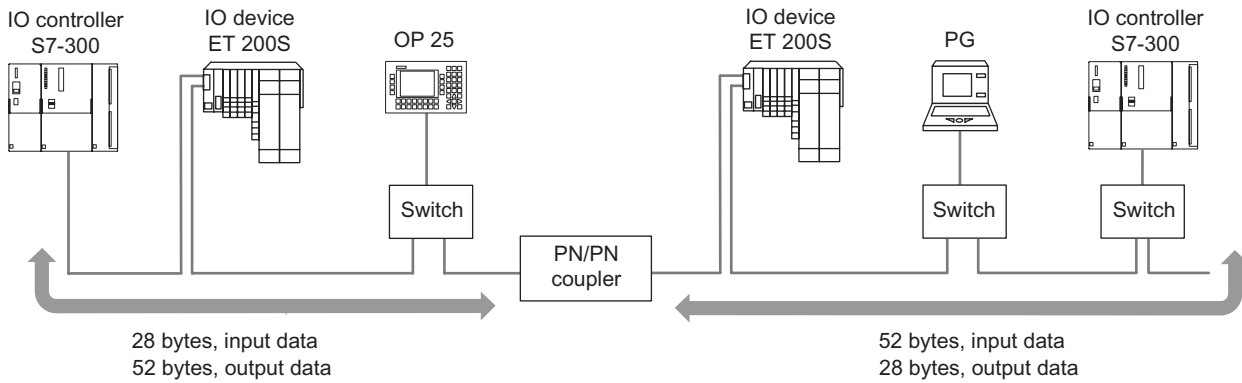 IO controller
S7-300
IO device
ET 200S
OP 25
IO device
ET 200S
PG
IO controller
S7-300
Switch
Switch
Switch
PN/PN
coupler
28 bytes, input data
52 bytes, output data
52 bytes, input data
28 bytes, output data